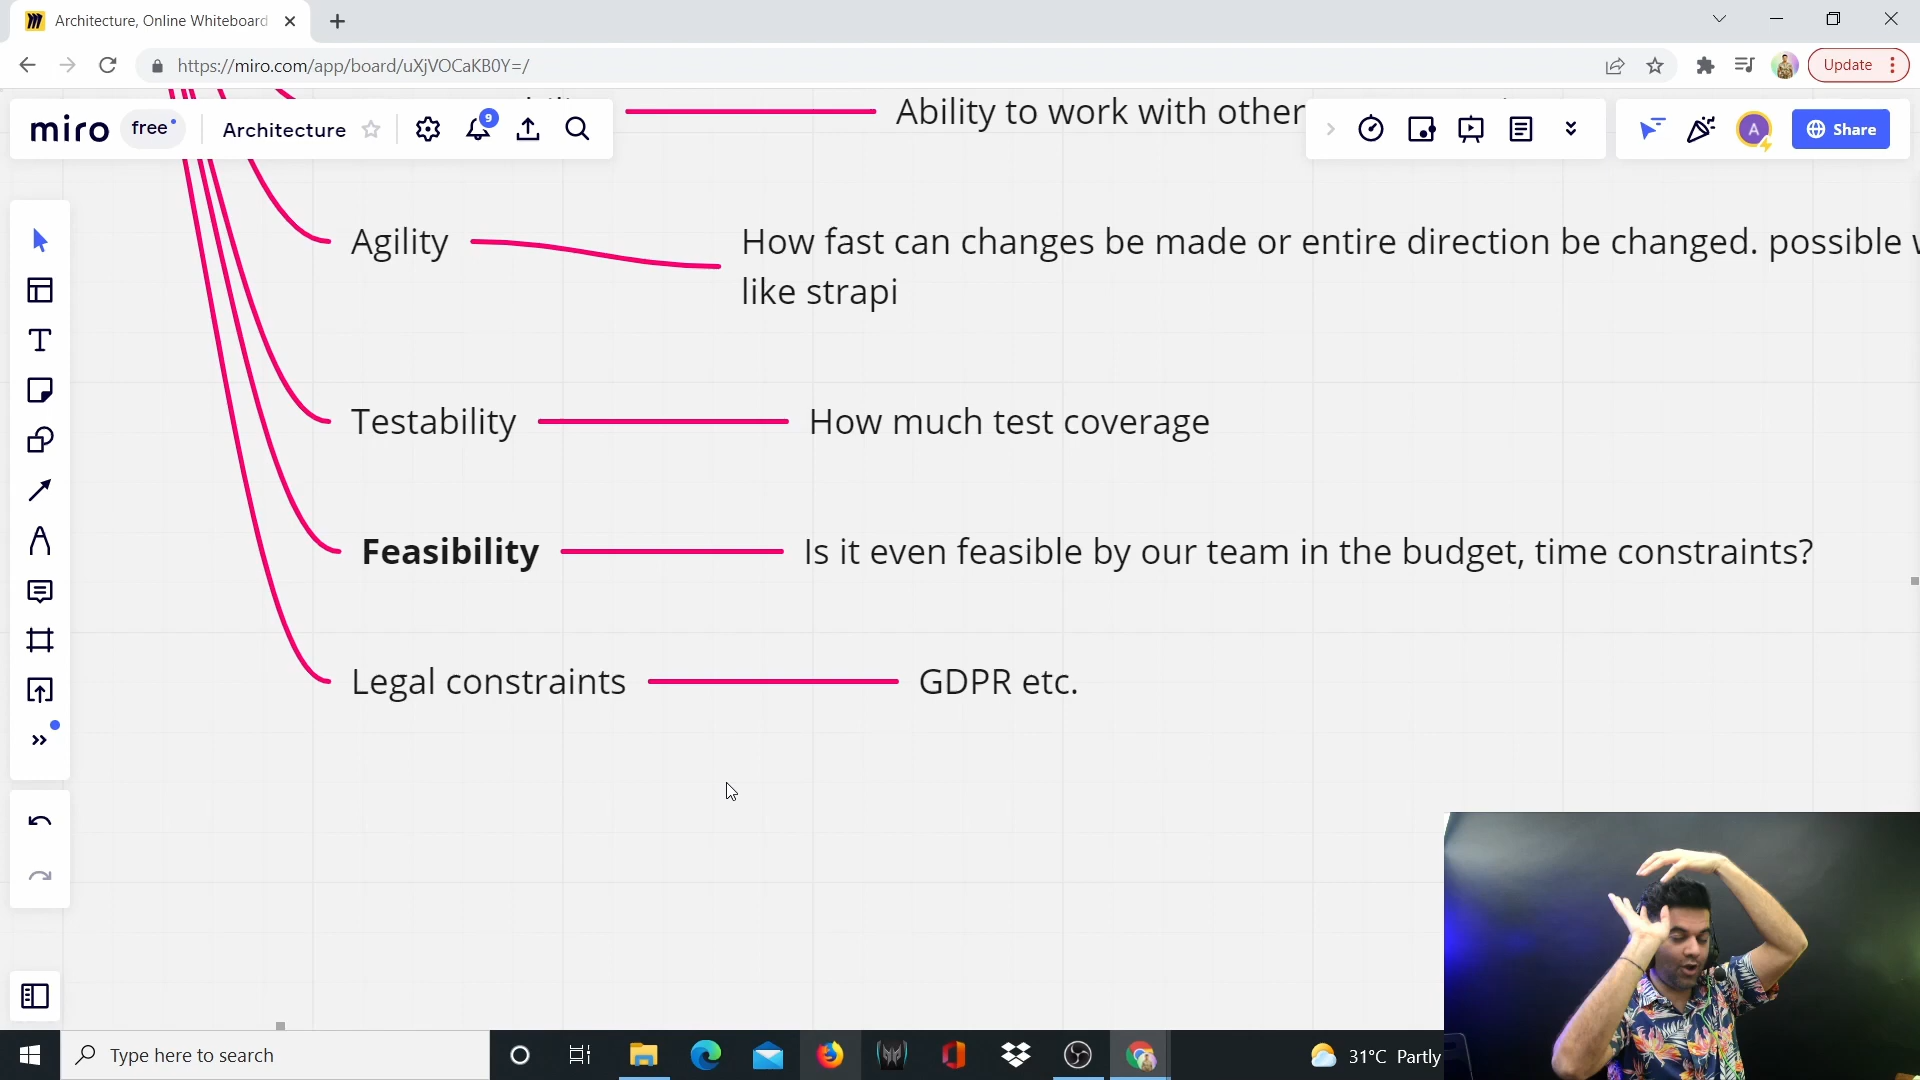 Architecture, Online Whiteboard
https://miro.com/app/board/uXjVOCaKB0Y=/
Update
miro
free
Architecture
9
Ability to work with other
A
Share
Agility
How fast can changes be made or entire direction be changed. possible
like strapi
Testability
How much test coverage
Feasibility
Is it even feasible by our team in the budget, time constraints?
Legal constraints
GDPR etc.
Type here to search
31°C Partly